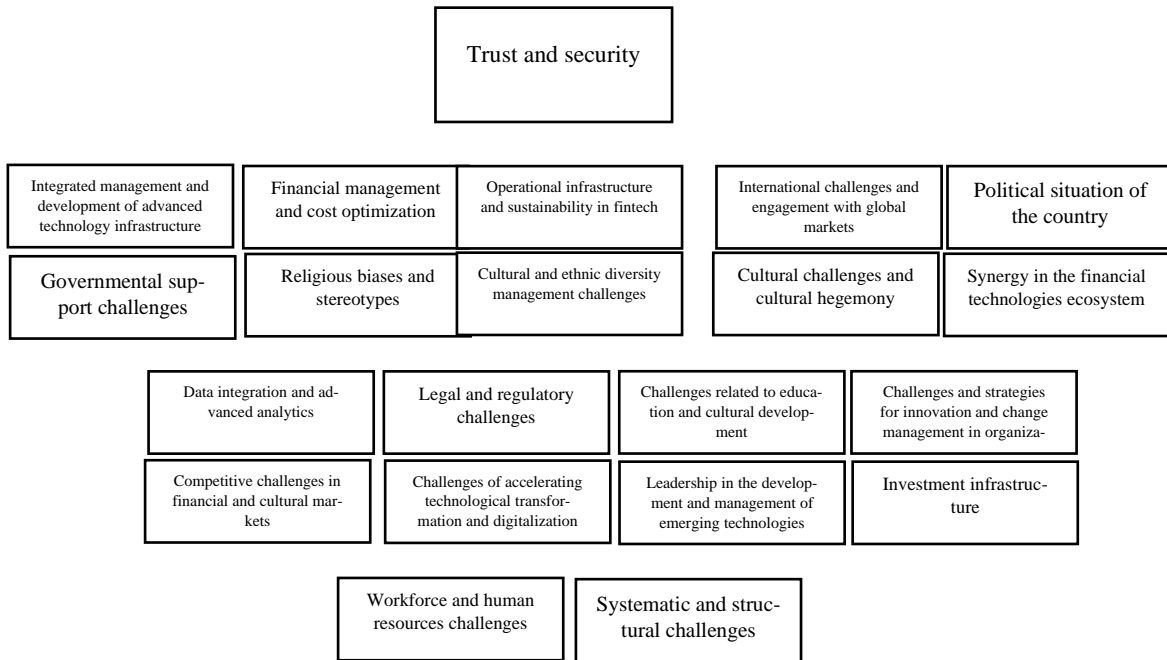 Trust and security
Integrated management and
development of advanced
technology infrastructure
Financial management
and cost optimization
Operational infrastructure
and sustainability in fintech
International challenges and
engagement with global
markets
Political situation of
the country
Governmental sup-
port challenges
Religious biases and
stereotypes
Cultural and ethnic diversity
management challenges
Cultural challenges and
cultural hegemony
Synergy in the financial
technologies ecosystem
Data integration and ad-
vanced analytics
Legal and regulatory
challenges
Challenges related to educa-
tion and cultural develop-
ment
Challenges and strategies
for innovation and change
management in organiza-
Competitive challenges in
financial and cultural mar-
kets
Challenges of accelerating
technological transfor-
mation and digitalization
Leadership in the develop-
ment and management of
emerging technologies
Investment infrastruc-
ture
Workforce and human
resources challenges
Systematic and struc-
tural challenges